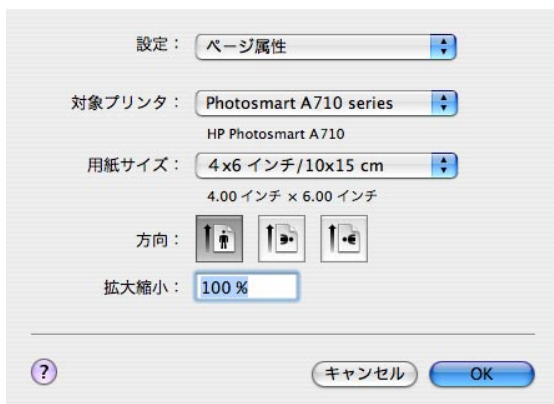 設定： ページ属性
対象プリンタ： Photosmart A710 series
HP Photosmart A710
用紙サイズ： 4x6 インチ/10x15 cm
4.00 インチ × 6.00 インチ
方向：
拡大縮小： 100 %
? キャンセル OK